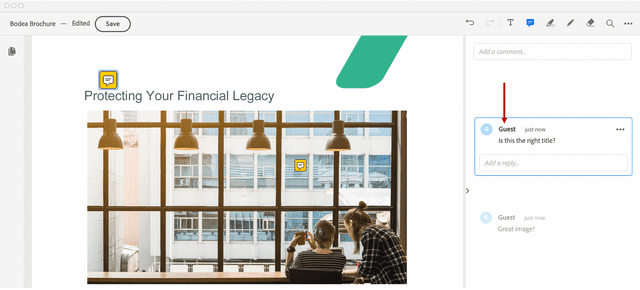 Bodea Brochure — Edited
Save
T
Add a comment...
Protecting Your Financial Legacy
G Guest just now
Is this the right title?
Add a reply...
G Guest just now
Great image!